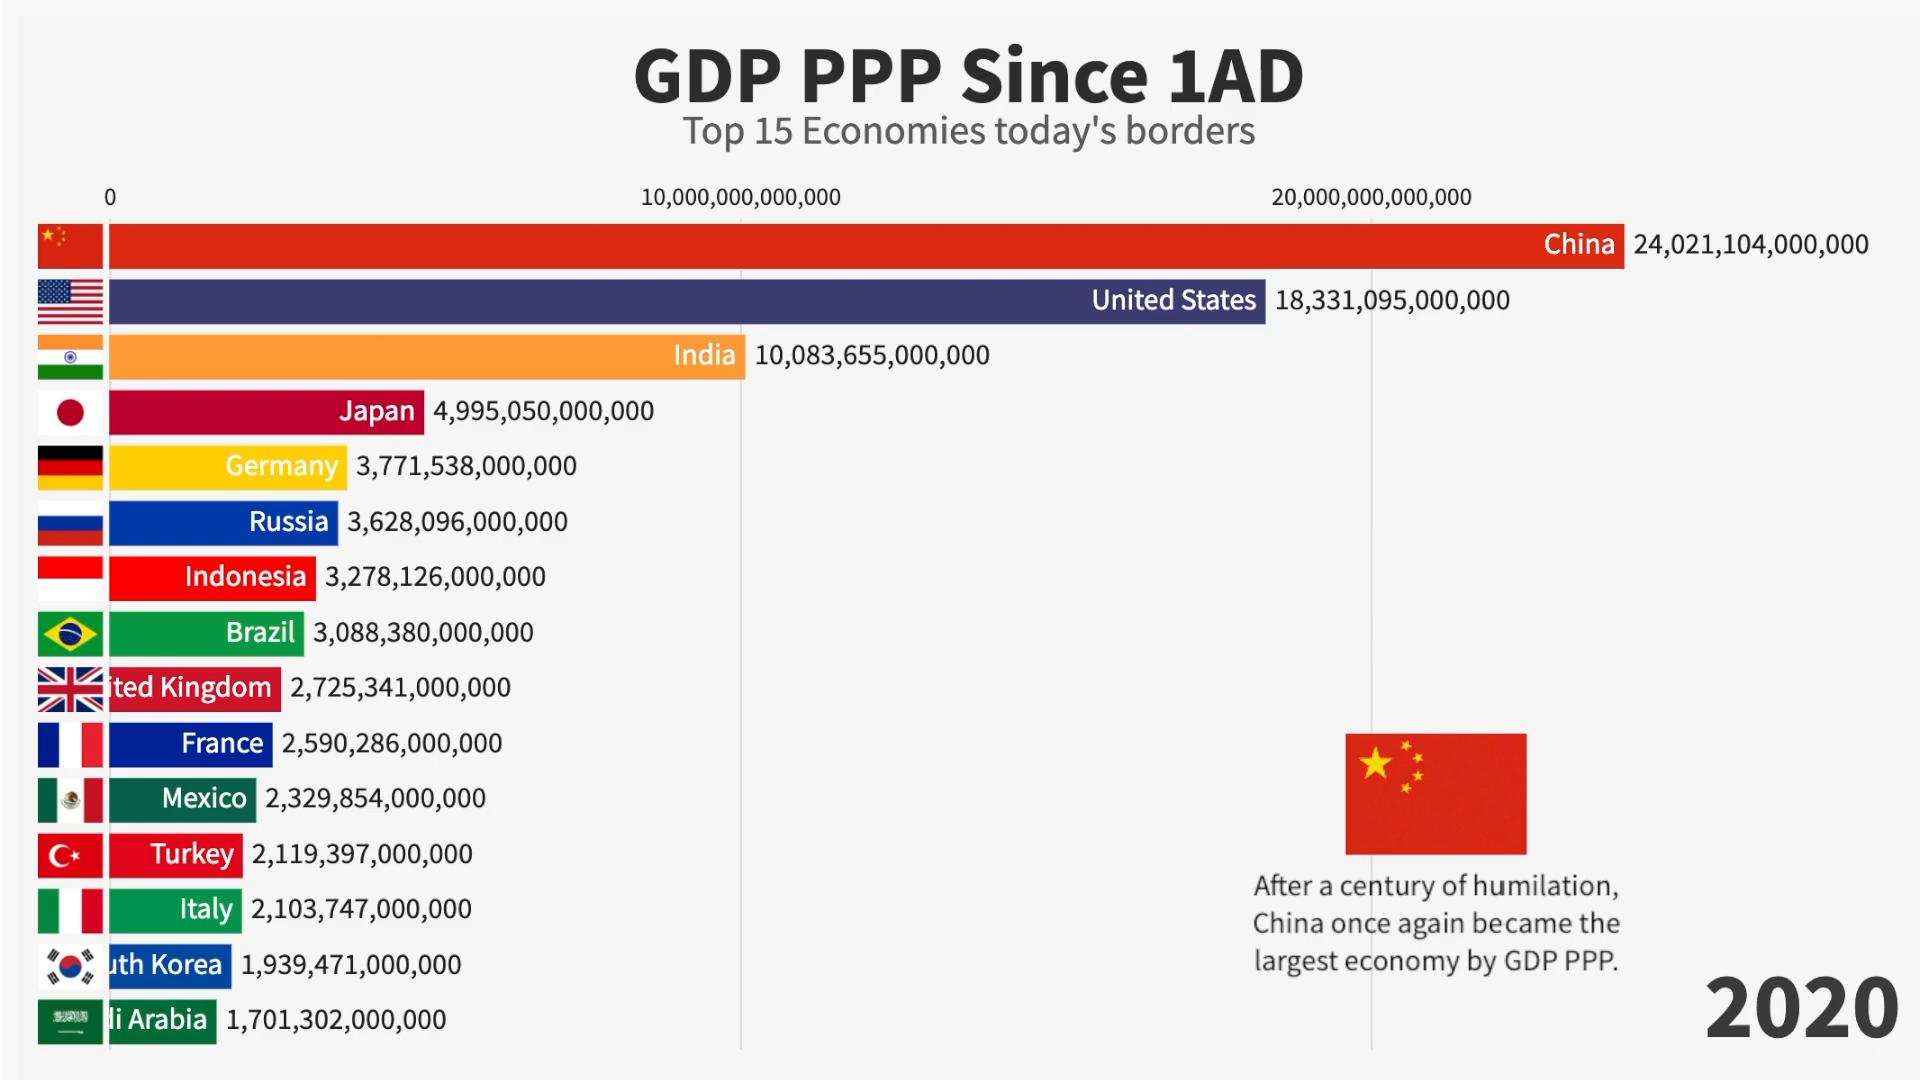 GDP PPP Since 1AD
Top 15 Economies today's borders
0 10,000,000,000,000 20,000,000,000,000
China 24,021,104,000,000
United States 18,331,095,000,000
India 10,083,655,000,000
Japan 4,995,050,000,000
Germany 3,771,538,000,000
Russia 3,628,096,000,000
Indonesia 3,278,126,000,000
Brazil 3,088,380,000,000
ited Kingdom 2,725,341,000,000
France 2,590,286,000,000
Mexico 2,329,854,000,000
Turkey 2,119,397,000,000
Italy 2,103,747,000,000
uth Korea 1,939,471,000,000
di Arabia 1,701,302,000,000
After a century of humilation,
China once again became the
largest economy by GDP PPP.
2020